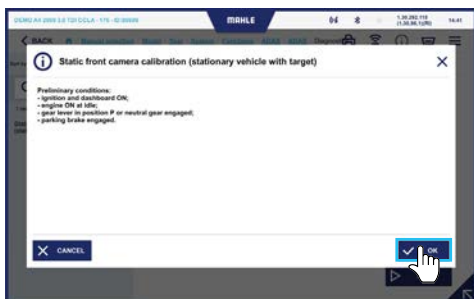 MAHLE
14:41
BACK
Static front camera calibration (stationary vehicle with target)
Preliminary conditions:
- ignition and dashboard ON;
- engine ON at idle;
- gear lever in position P or neutral gear engaged;
- parking brake engaged.
CANCEL
OK